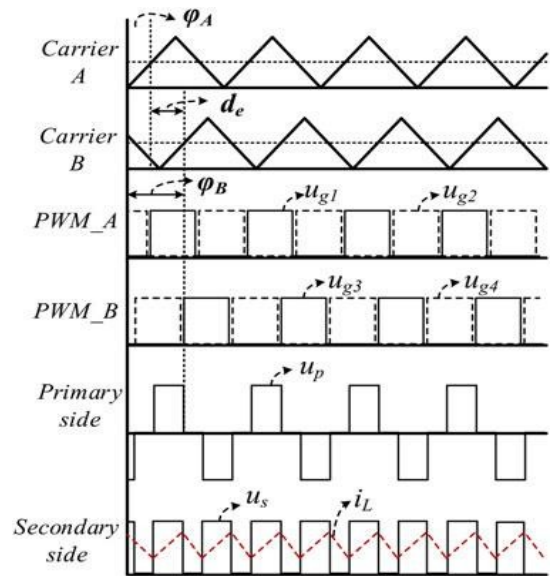 φA
Carrier
A
de
Carrier
B
φB
ug1
ug2
PWM_A
ug3
ug4
PWM_B
up
Primary
side
us
iL
Secondary
side